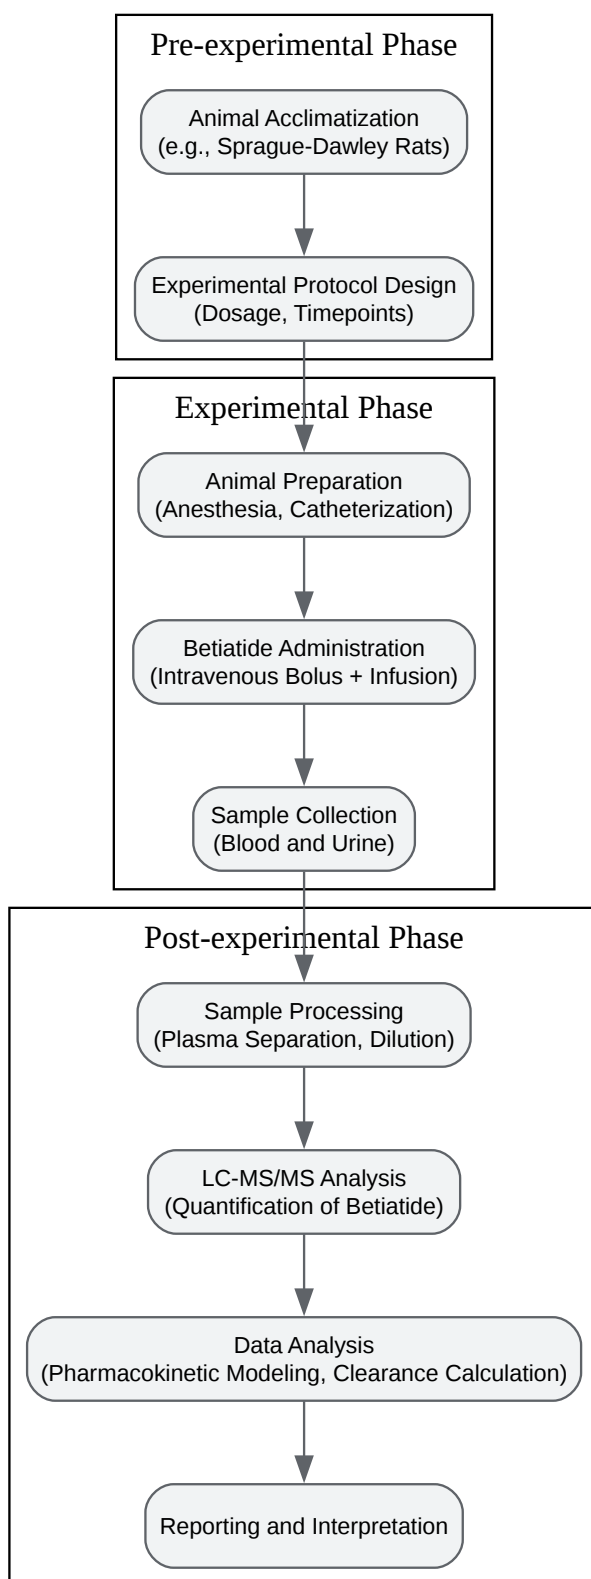 Pre-experimental Phase
Animal Acclimatization
(e.g., Sprague-Dawley Rats)
Experimental Protocol Design
(Dosage, Timepoints)
Experimental Phase
Animal Preparation
(Anesthesia, Catheterization)
Betiatide Administration
(Intravenous Bolus + Infusion)
Sample Collection
(Blood and Urine)
Post-experimental Phase
Sample Processing
(Plasma Separation, Dilution)
LC-MS/MS Analysis
(Quantification of Betiatide)
Data Analysis
(Pharmacokinetic Modeling, Clearance Calculation)
Reporting and Interpretation